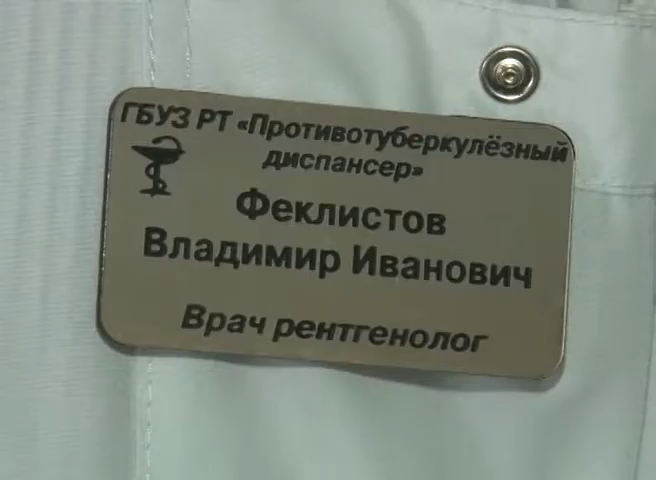 ГБУЗ РТ «Противотуберкулёзный
диспансер»
Феклистов
Владимир Иванович
Врач рентгенолог